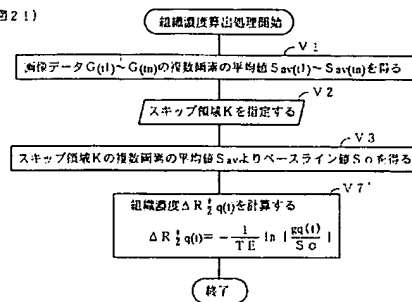 図21)
組織濃度算出処理開始
V1
画像データG(t1)~G(tn)の複数画素の平均値Sav(t1)~Sav(tn)を得る
V2
スキップ領域Kを指定する
V3
スキップ領域Kの複数画素の平均値SavよりベースラインS値Soを得る
V7'
組織濃度ΔR‡2q(t)を計算する
ΔR‡2q(t)=-1/TE ln|gq(t)/So|
終了